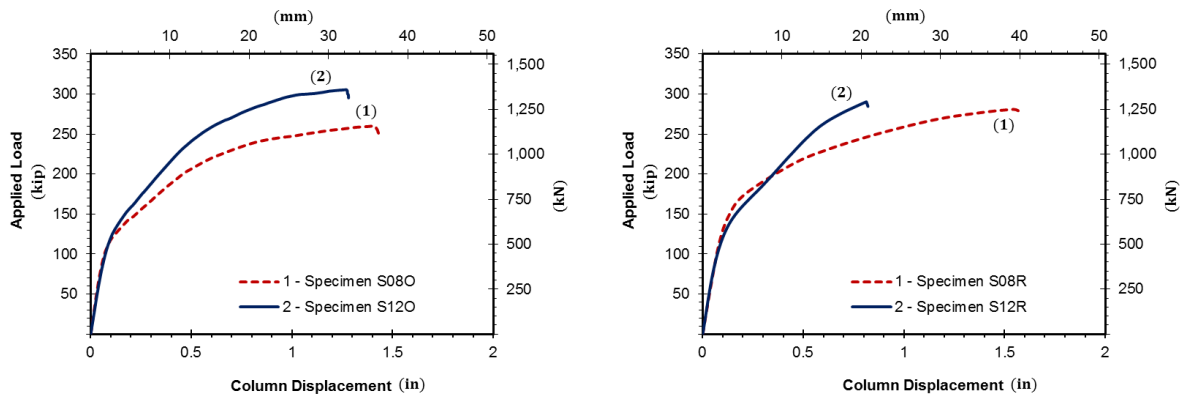 (mm)
0 10 20 30 40 50
350
300
250
200
150
100
50
1,500
1,250
1,000
750
500
250
Applied Load
(kip)
(kN)
(2)
(1)
1 - Specimen S08O
2 - Specimen S12O
0 0.5 1 1.5 2
Column Displacement (in)
(mm)
0 10 20 30 40 50
350
300
250
200
150
100
50
1,500
1,250
1,000
750
500
250
Applied Load
(kip)
(kN)
(2)
(1)
1 - Specimen S08R
2 - Specimen S12R
0 0.5 1 1.5 2
Column Displacement (in)